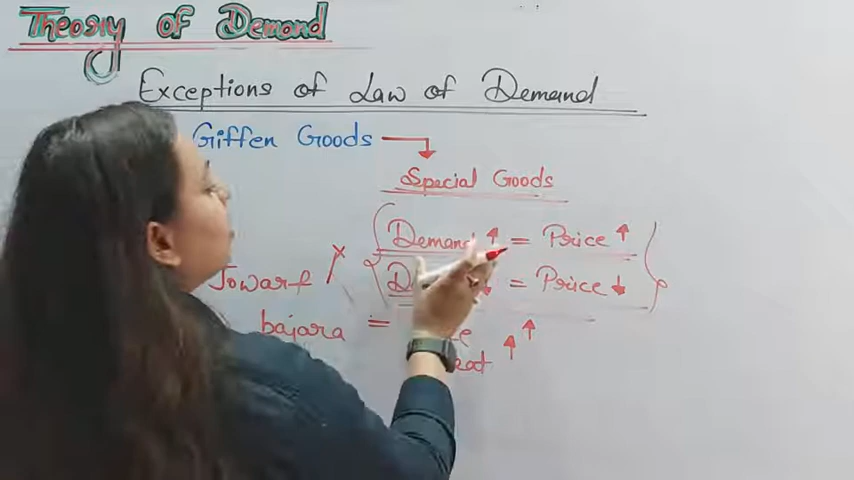 Theory of Demand
Exceptions of Law of Demand
Giffen Goods →
Special Goods
Demand ↑ = Price ↑
↓ = Price ↓
Jowar
bajara =
↑ ↑